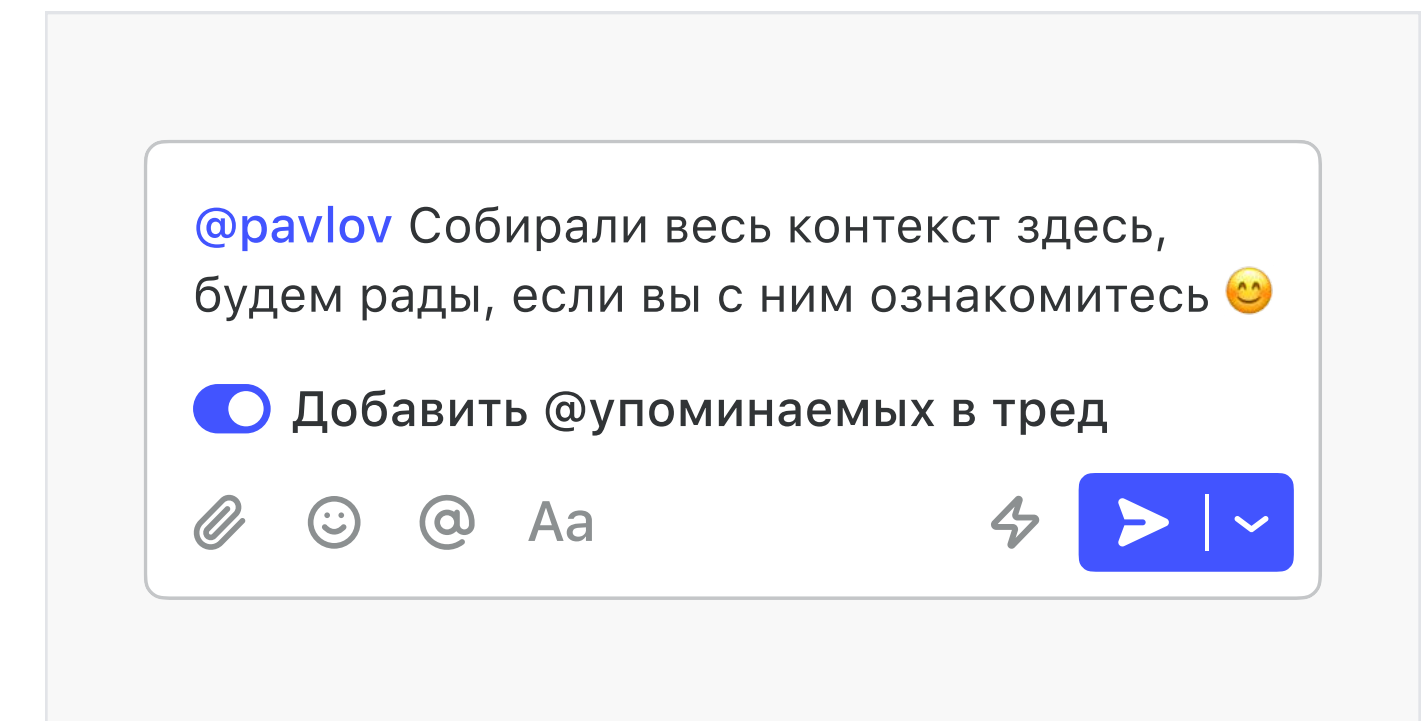 @pavlov Собирали весь контекст здесь,
будем рады, если вы с ним ознакомитесь 😊
Добавить @упоминаемых в тред
Aa